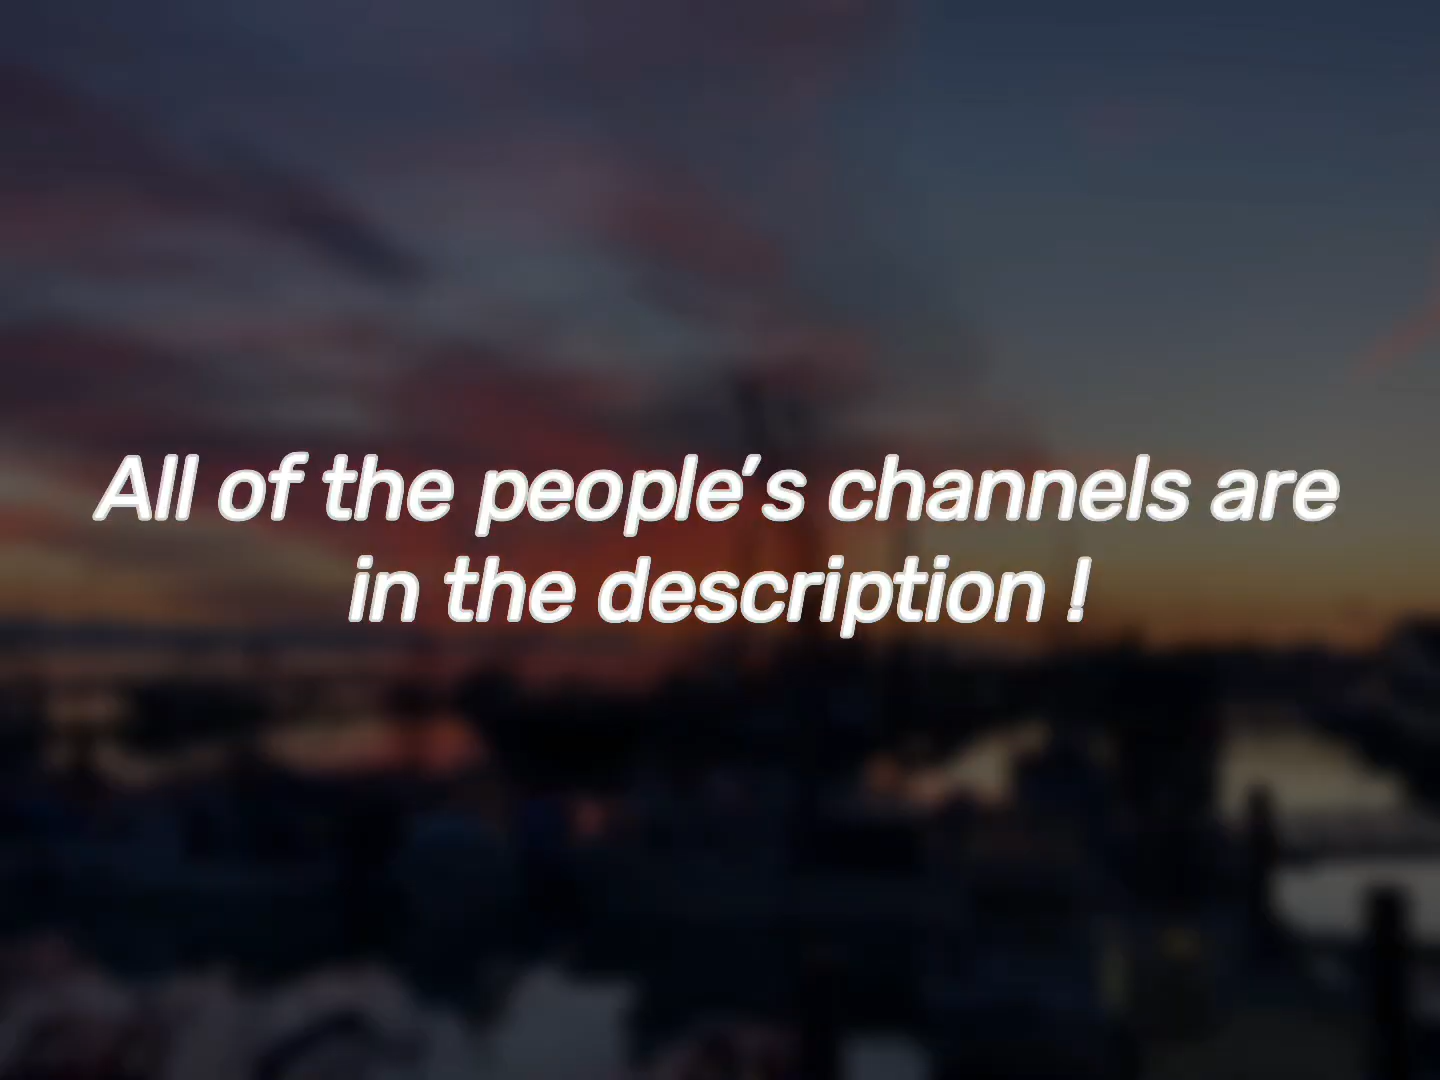 All of the people's channels are
in the description !